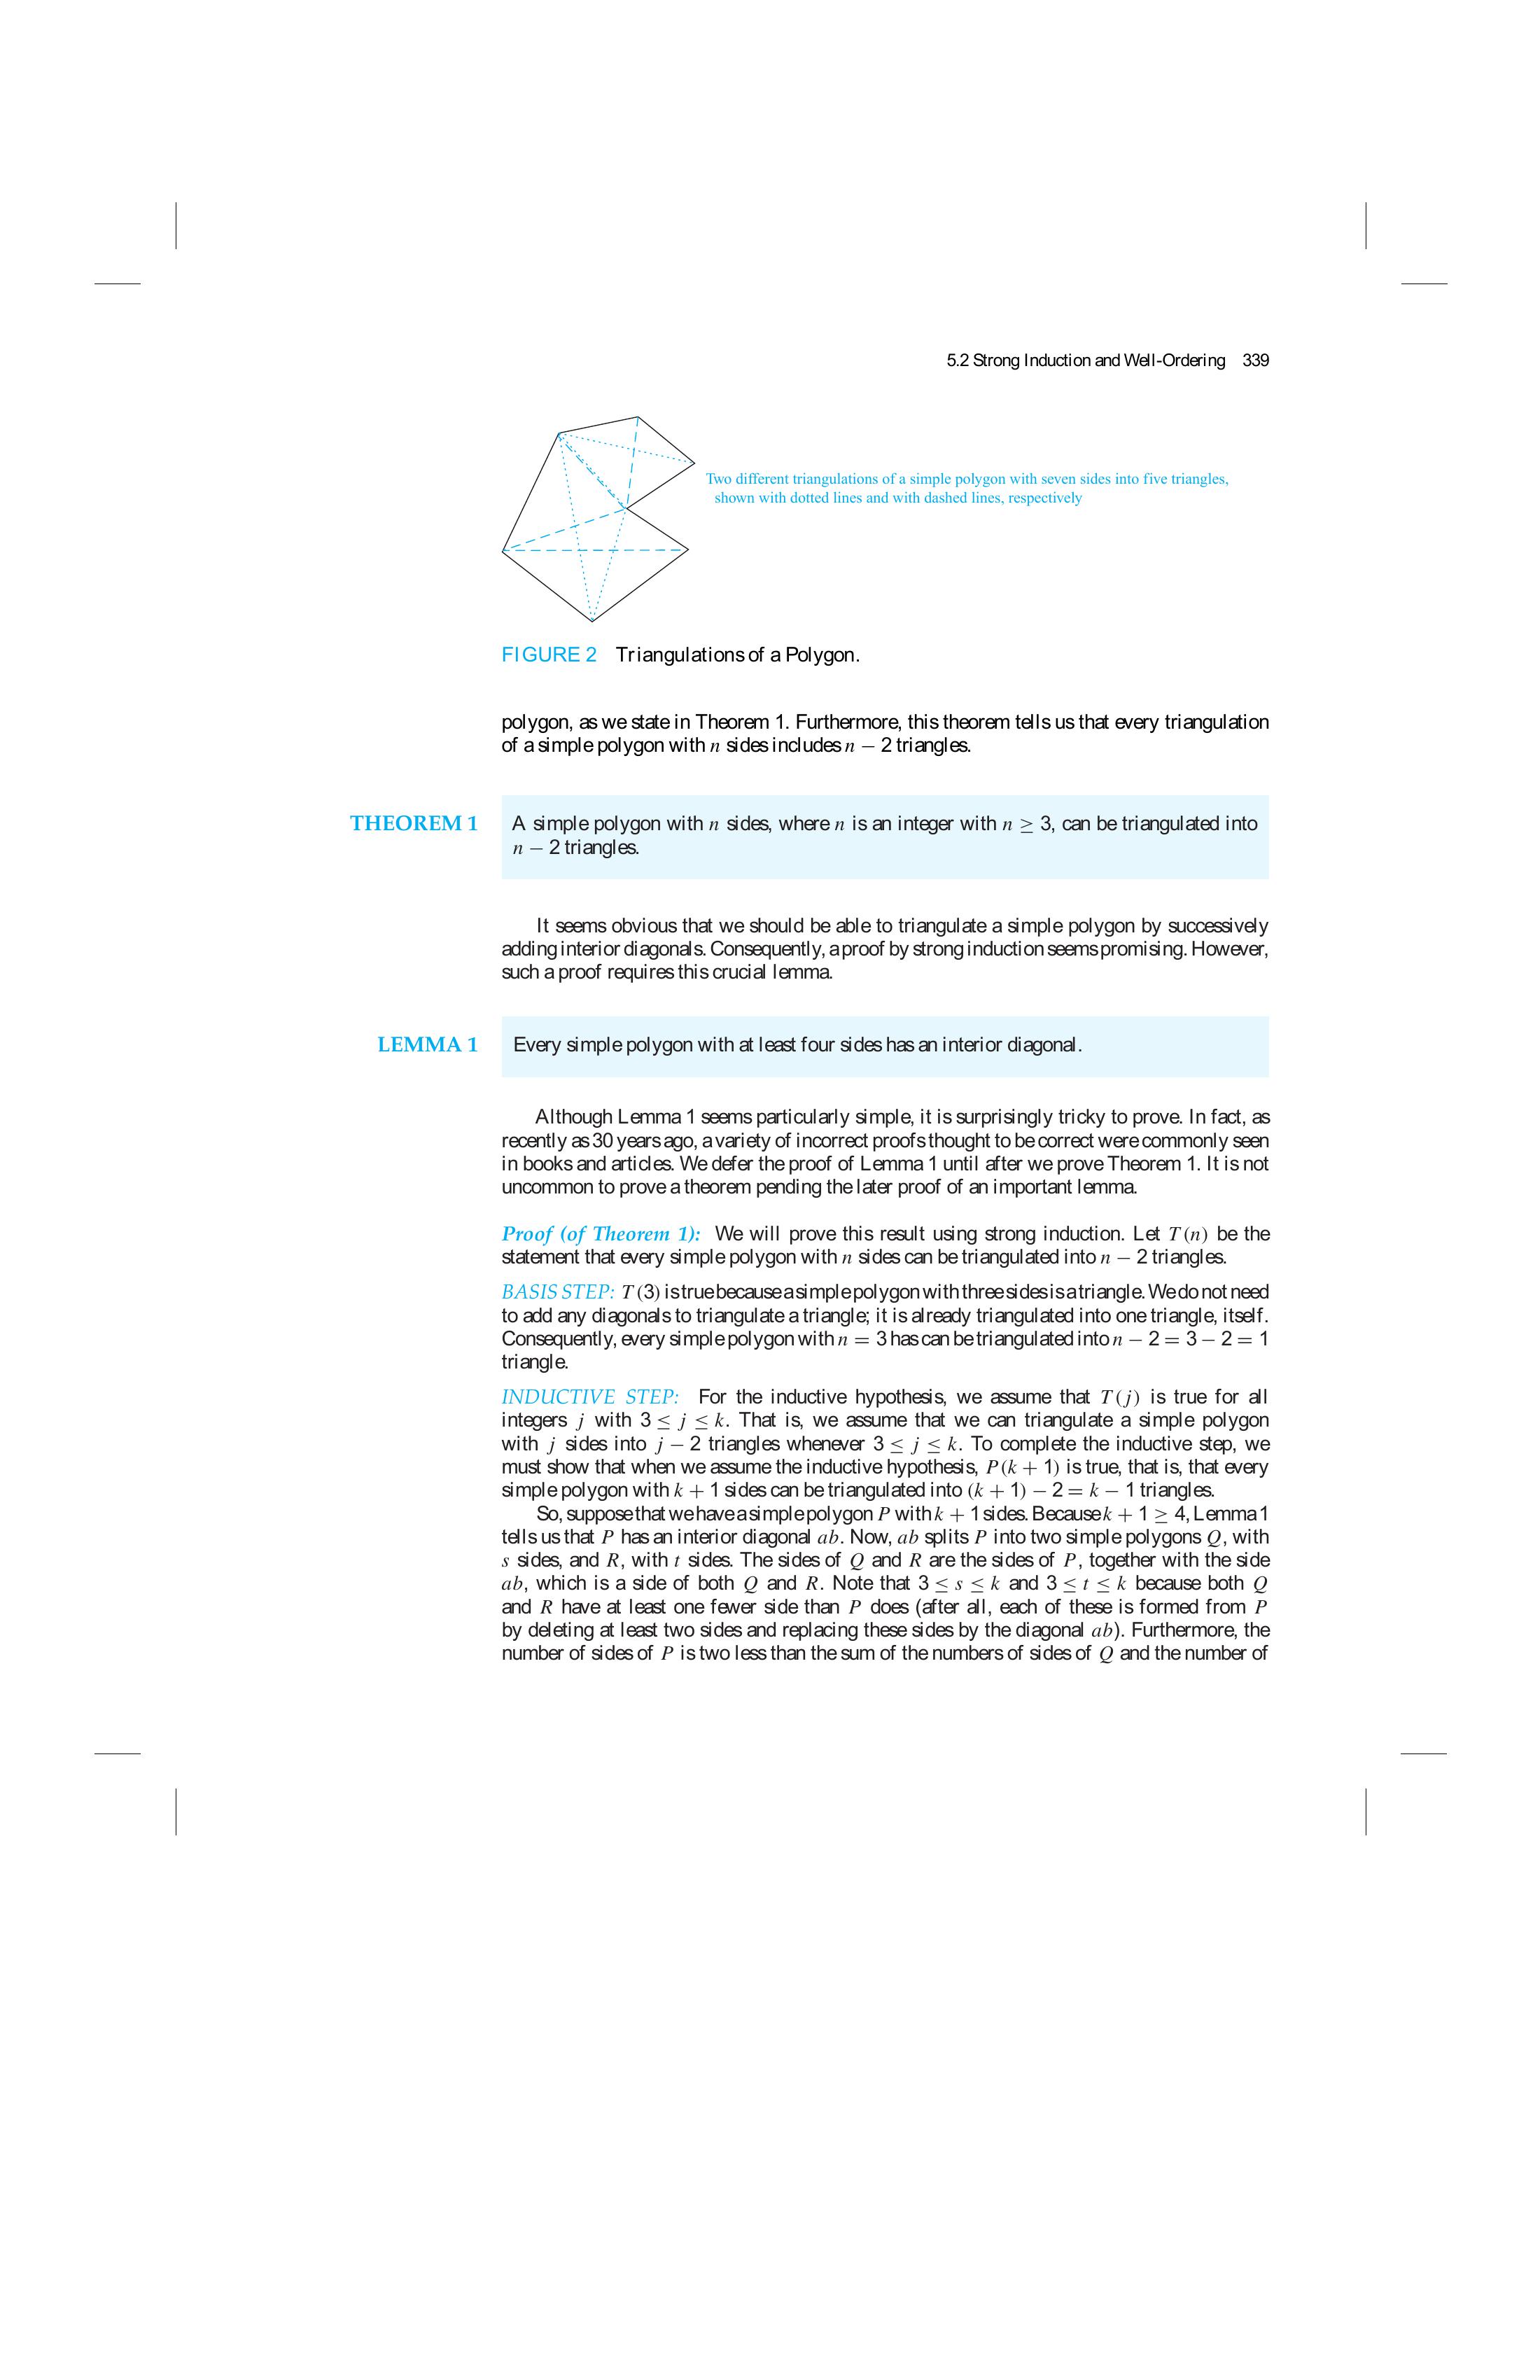 5.2 Strong Induction and Well-Ordering 339
Two different triangulations of a simple polygon with seven sides into five triangles,
shown with dotted lines and with dashed lines, respectively
FIGURE 2 Triangulations of a Polygon.
polygon, as we state in Theorem 1. Furthermore, this theorem tells us that every triangulation
of a simple polygon with n sides includes n − 2 triangles.
THEOREM 1 A simple polygon with n sides, where n is an integer with n ≥ 3, can be triangulated into
n − 2 triangles.
It seems obvious that we should be able to triangulate a simple polygon by successively
adding interior diagonals. Consequently, a proof by strong induction seems promising. However,
such a proof requires this crucial lemma.
LEMMA 1 Every simple polygon with at least four sides has an interior diagonal.
Although Lemma 1 seems particularly simple, it is surprisingly tricky to prove. In fact, as
recently as 30 years ago, a variety of incorrect proofs thought to be correct were commonly seen
in books and articles. We defer the proof of Lemma 1 until after we prove Theorem 1. It is not
uncommon to prove a theorem pending the later proof of an important lemma.
Proof (of Theorem 1): We will prove this result using strong induction. Let T(n) be the
statement that every simple polygon with n sides can be triangulated into n − 2 triangles.
BASIS STEP: T(3) is true because a simple polygon with three sides is a triangle. We do not need
to add any diagonals to triangulate a triangle; it is already triangulated into one triangle, itself.
Consequently, every simple polygon with n = 3 has can be triangulated into n − 2 = 3 − 2 = 1
triangle.
INDUCTIVE STEP: For the inductive hypothesis, we assume that T(j) is true for all
integers j with 3 ≤ j ≤ k. That is, we assume that we can triangulate a simple polygon
with j sides into j − 2 triangles whenever 3 ≤ j ≤ k. To complete the inductive step, we
must show that when we assume the inductive hypothesis, P(k + 1) is true, that is, that every
simple polygon with k + 1 sides can be triangulated into (k + 1) − 2 = k − 1 triangles.
So, suppose that we have a simple polygon P with k + 1 sides. Because k + 1 ≥ 4, Lemma 1
tells us that P has an interior diagonal ab. Now, ab splits P into two simple polygons Q, with
s sides, and R, with t sides. The sides of Q and R are the sides of P, together with the side
ab, which is a side of both Q and R. Note that 3 ≤ s ≤ k and 3 ≤ t ≤ k because both Q
and R have at least one fewer side than P does (after all, each of these is formed from P
by deleting at least two sides and replacing these sides by the diagonal ab). Furthermore, the
number of sides of P is two less than the sum of the numbers of sides of Q and the number of